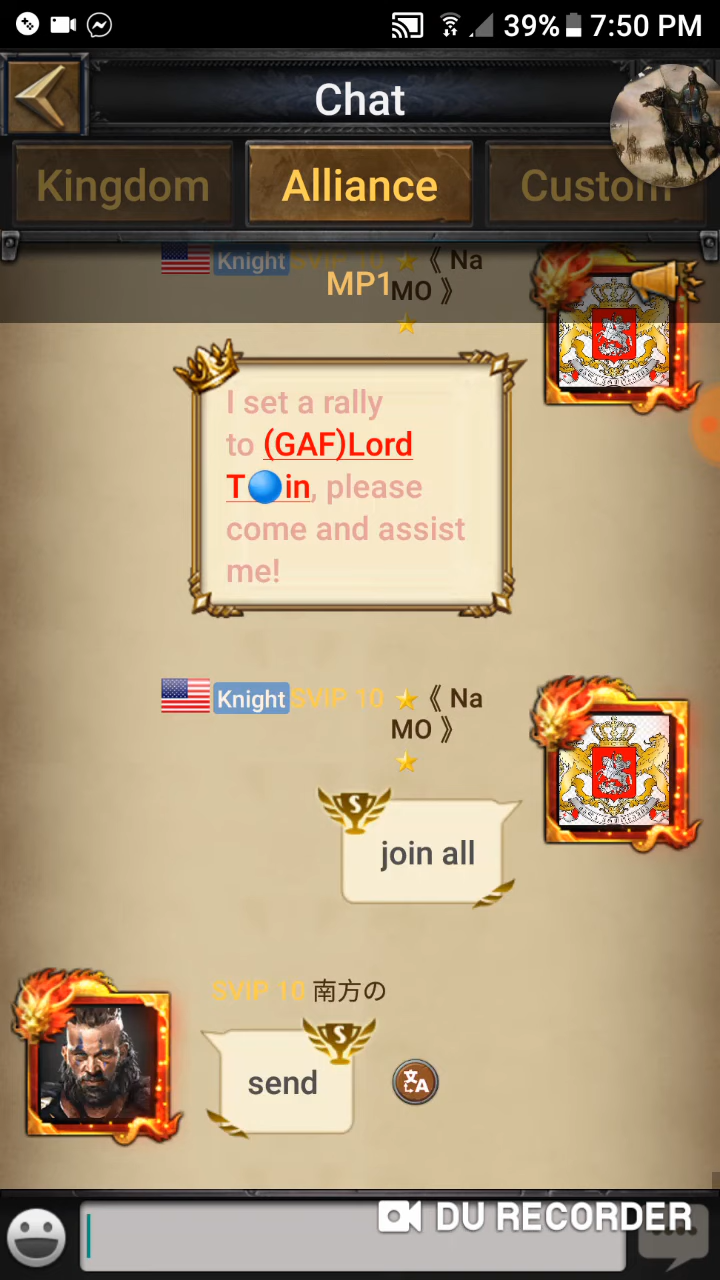 39% 7:50 PM
Chat
Kingdom Alliance Custom
Knight SVIP 10 ⭐《 Na
MP1
MO 》
⭐
I set a rally
to (GAF)Lord
T🔵in, please
come and assist
me!
Knight SVIP 10 ⭐《 Na
MO 》
⭐
S
join all
SVIP 10 南方の
S
send
文A
DU RECORDER